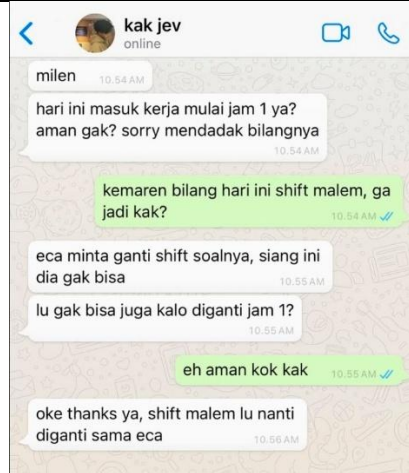 kak jev
online
milen 10.54 AM
hari ini masuk kerja mulai jam 1 ya?
aman gak? sorry mendadak bilangnya
10.54 AM
kemaren bilang hari ini shift malem, ga
jadi kak? 10.54 AM
eca minta ganti shift soalnya, siang ini
dia gak bisa 10.55 AM
lu gak bisa juga kalo diganti jam 1?
10.55 AM
eh aman kok kak 10.55 AM
oke thanks ya, shift malem lu nanti
diganti sama eca 10.56 AM